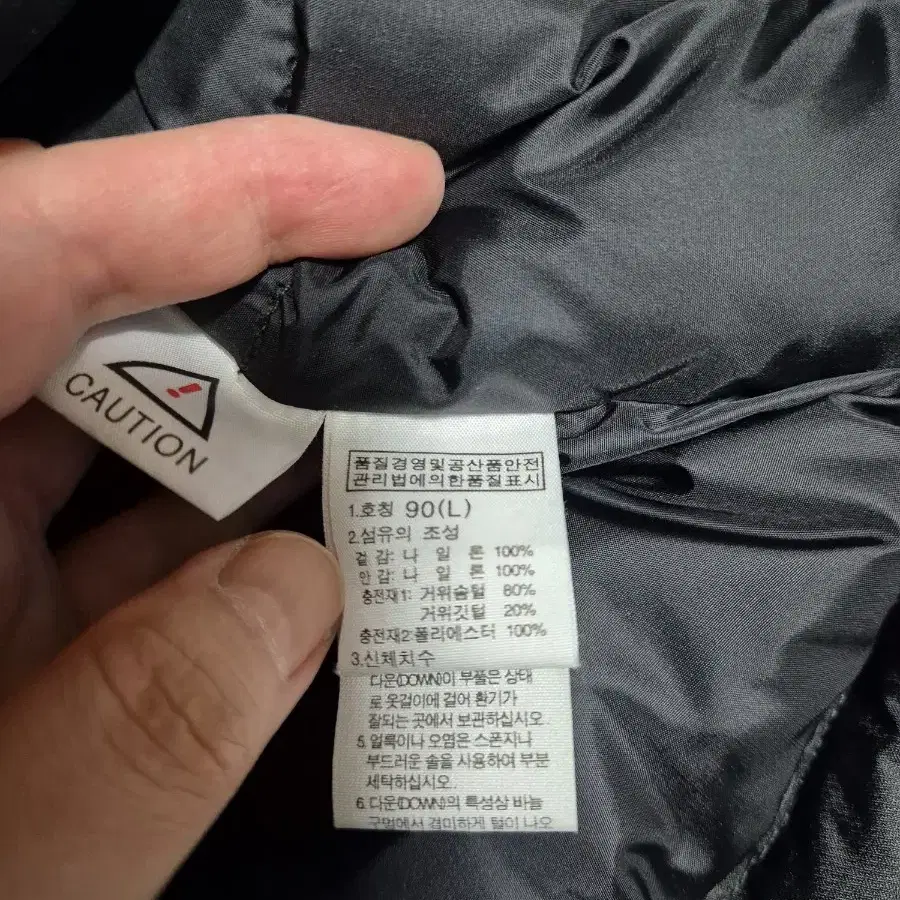 CAUTION
품질경영및공산품안전
관리법에의한품질표시
1.호칭 90(L)
2.섬유의 조성
겉 감: 나 일 론 100%
안 감: 나 일 론 100%
충전재1: 거위솜털 80%
거위깃털 20%
충전재2:폴리에스터 100%
3.신체치수
다운(DOWN)이 부품은 상태
로 옷걸이에 걸어 환기가
잘되는 곳에서 보관하십시오.
5. 얼룩이나 오염은 스폰지나
부드러운 솔을 사용하여 부분
세탁하십시오.
6. 다운(DOWN)의 특성상 바늘
구멍에서 경미하게 털이 나오